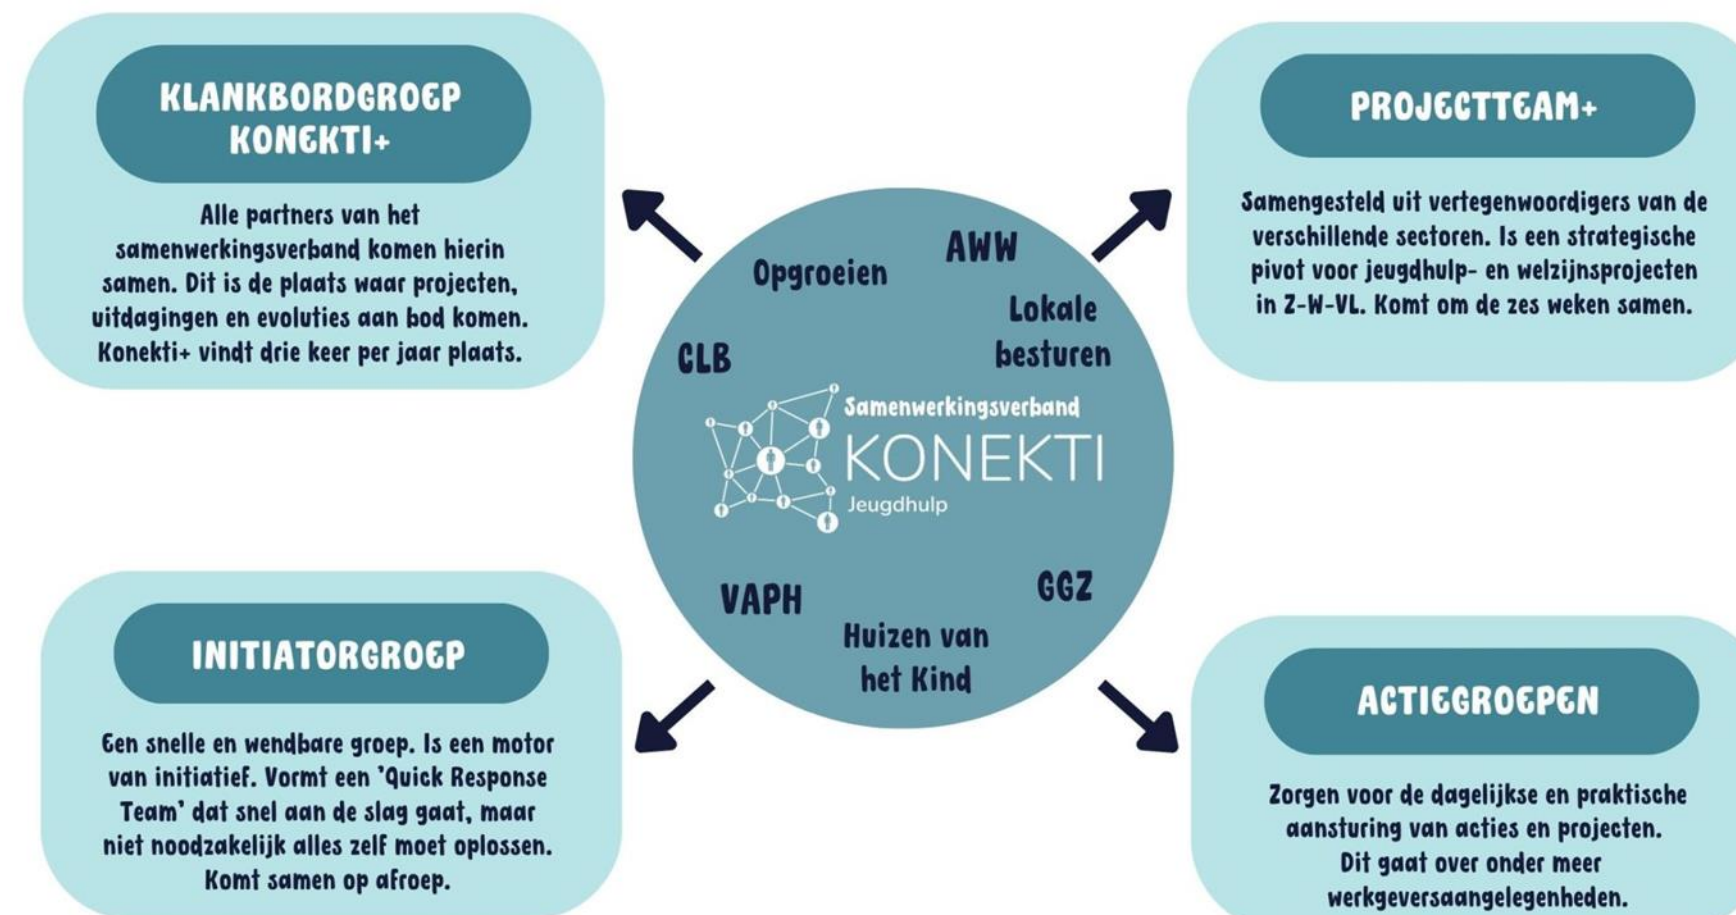 KLANKBORDGROEP
KONEKTI+
Alle partners van het
samenwerkingsverband komen hierin
samen. Dit is de plaats waar projecten,
uitdagingen en evoluties aan bod komen.
Konekti+ vindt drie keer per jaar plaats.
PROJECTTEAM+
Samengesteld uit vertegenwoordigers van de
verschillende sectoren. Is een strategische
pivot voor jeugdhulp- en welzijnsprojecten
in Z-W-VL. Komt om de zes weken samen.
Opgroeien
AWW
Lokale
besturen
CLB
Samenwerkingsverband
KONEKTI
Jeugdhulp
VAPH
GGZ
Huizen van
het Kind
INITIATORGROEP
Een snelle en wendbare groep. Is een motor
van initiatief. Vormt een 'Quick Response
Team' dat snel aan de slag gaat, maar
niet noodzakelijk alles zelf moet oplossen.
Komt samen op afroep.
ACTIEGROEPEN
Zorgen voor de dagelijkse en praktische
aansturing van acties en projecten.
Dit gaat over onder meer
werkgeversaangelegenheden.